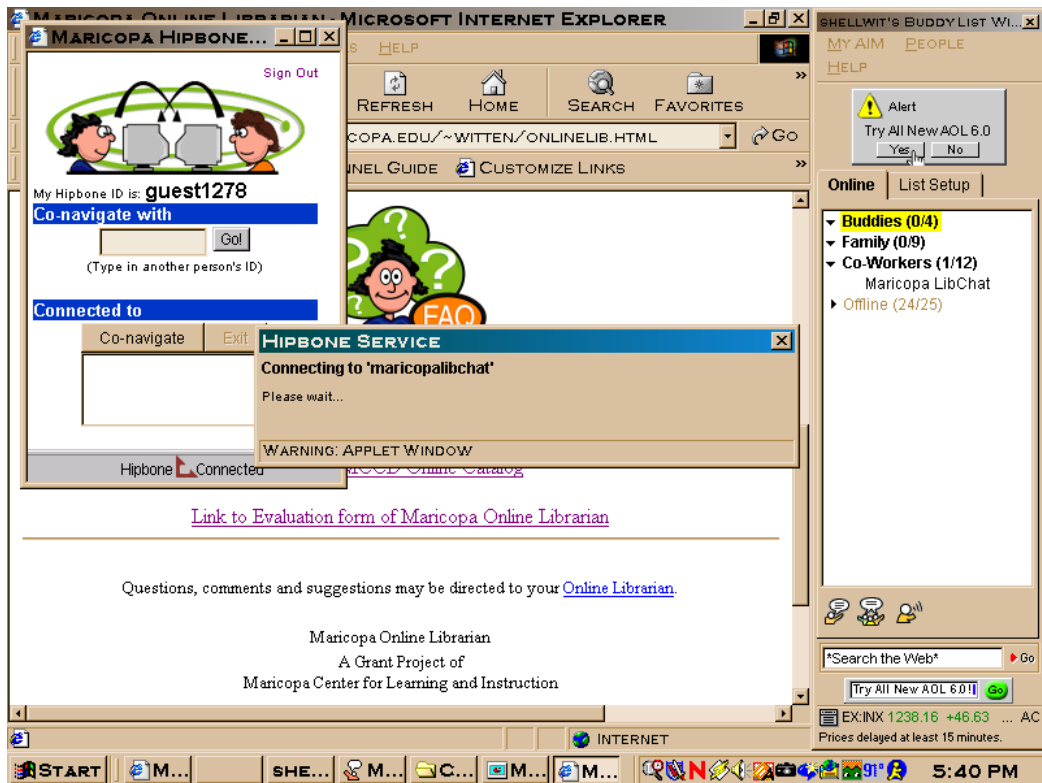 Maricopa Online Librarian - Microsoft Internet Explorer
Maricopa Hipbone...
Sign Out
My Hipbone ID is: guest1278
Co-navigate with
Go!
(Type in another person's ID)
Connected to
Co-navigate Exit
Hipbone Connected
Help
Refresh Home Search Favorites »
copa.edu/~witten/onlinelib.html Go
nnel Guide Customize Links »
???
FAQ
Hipbone Service
Connecting to 'maricopalibchat'
Please wait...
Warning: Applet Window
MCCD Online Catalog
Link to Evaluation form of Maricopa Online Librarian
Questions, comments and suggestions may be directed to your Online Librarian.
Maricopa Online Librarian
A Grant Project of
Maricopa Center for Learning and Instruction
Internet
shellwit's Buddy List Wi...
My AIM People
Help
Alert
Try All New AOL 6.0
Yes No
Online List Setup
Buddies (0/4)
Family (0/9)
Co-Workers (1/12)
Maricopa LibChat
Offline (24/25)
*Search the Web* Go
Try All New AOL 6.0! Go
EX:INX 1238.16 +46.63 ... AC
Prices delayed at least 15 minutes.
Start M... she... M... C... M... M... N 91° 5:40 PM